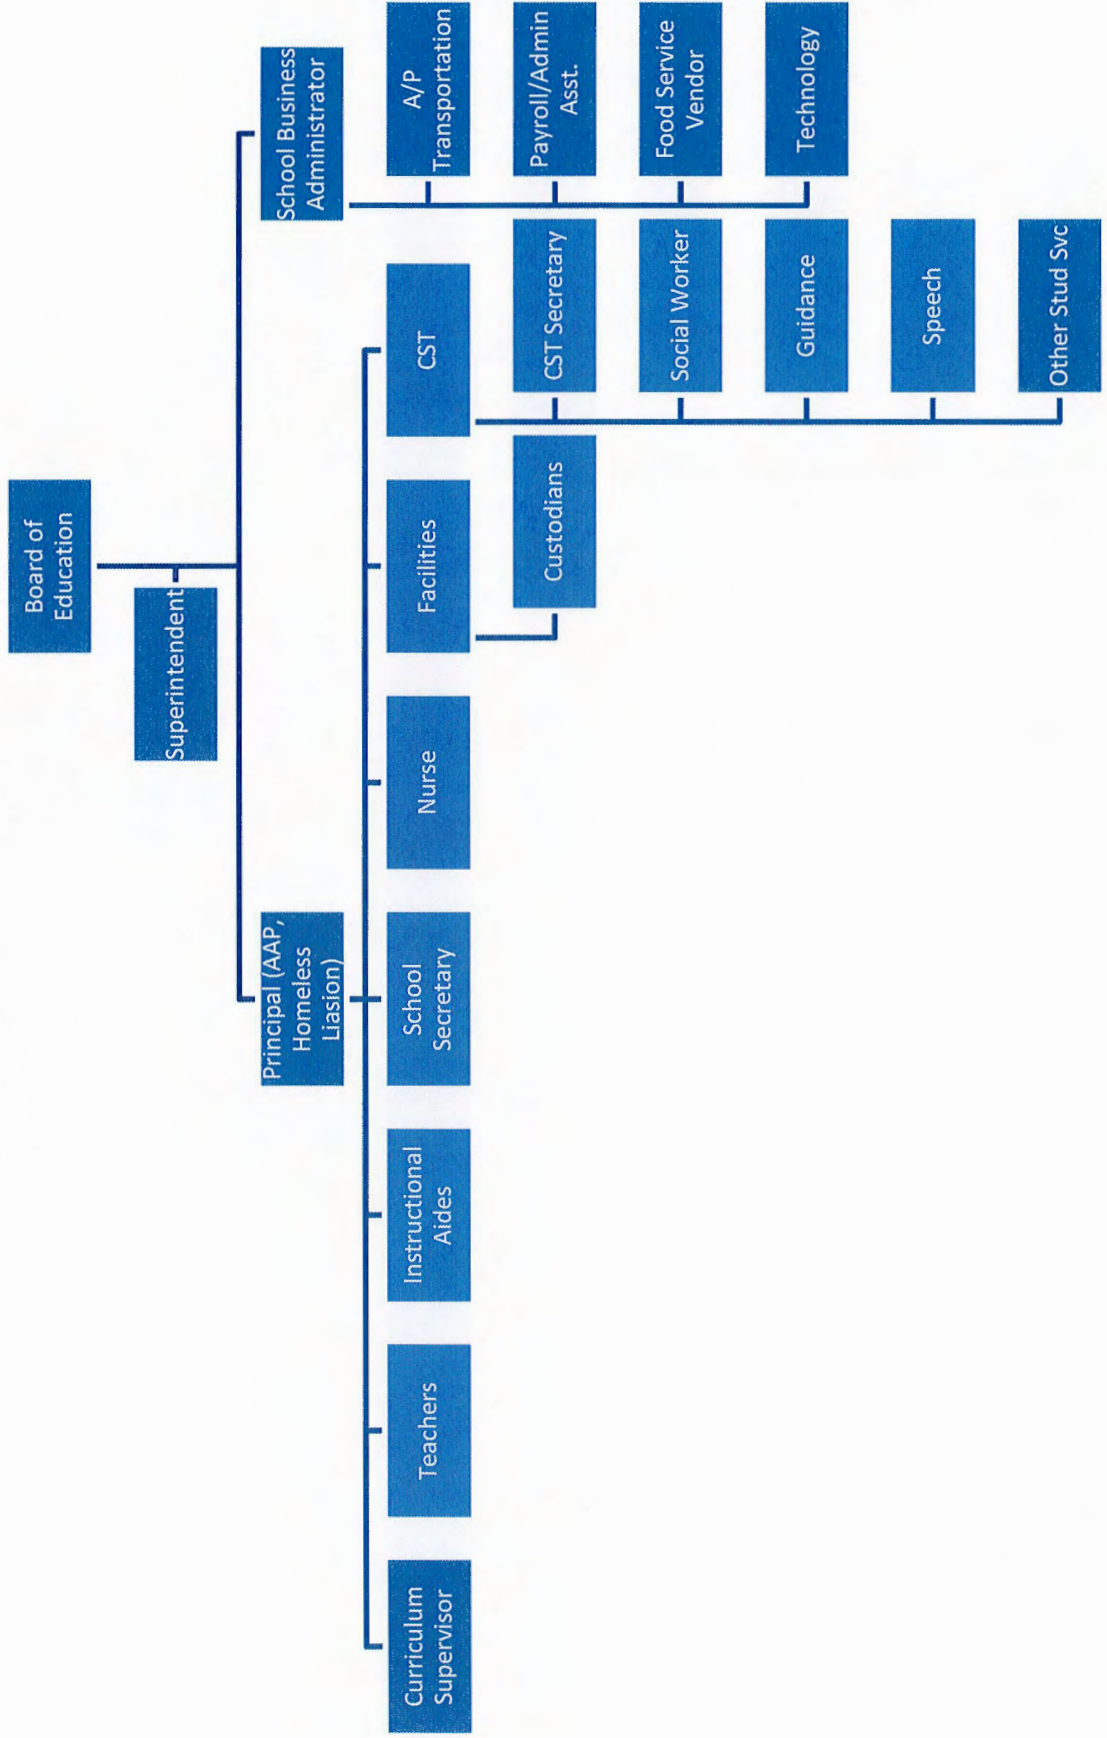 Board of
Education
Superintendent
Principal (AAP,
Homeless
Liasion)
School Business
Administrator
Curriculum
Supervisor
Teachers
Instructional
Aides
School
Secretary
Nurse
Facilities
Custodians
CST
CST Secretary
Social Worker
Guidance
Speech
Other Stud Svc
A/P
Transportation
Payroll/Admin
Asst.
Food Service
Vendor
Technology